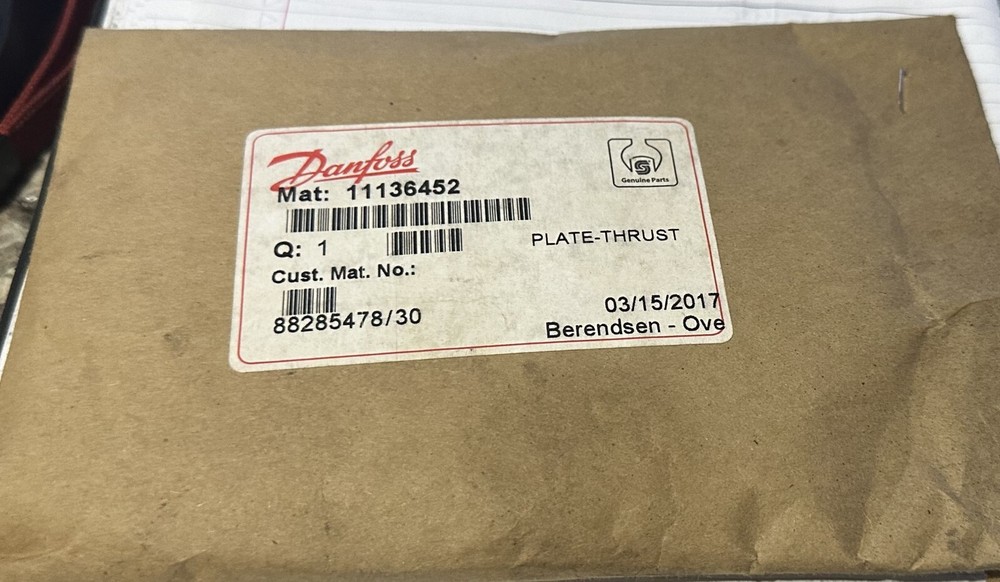 Danfoss
Genuine Parts
Mat: 11136452
Q: 1
PLATE-THRUST
Cust. Mat. No.:
88285478/30
03/15/2017
Berendsen - Ove